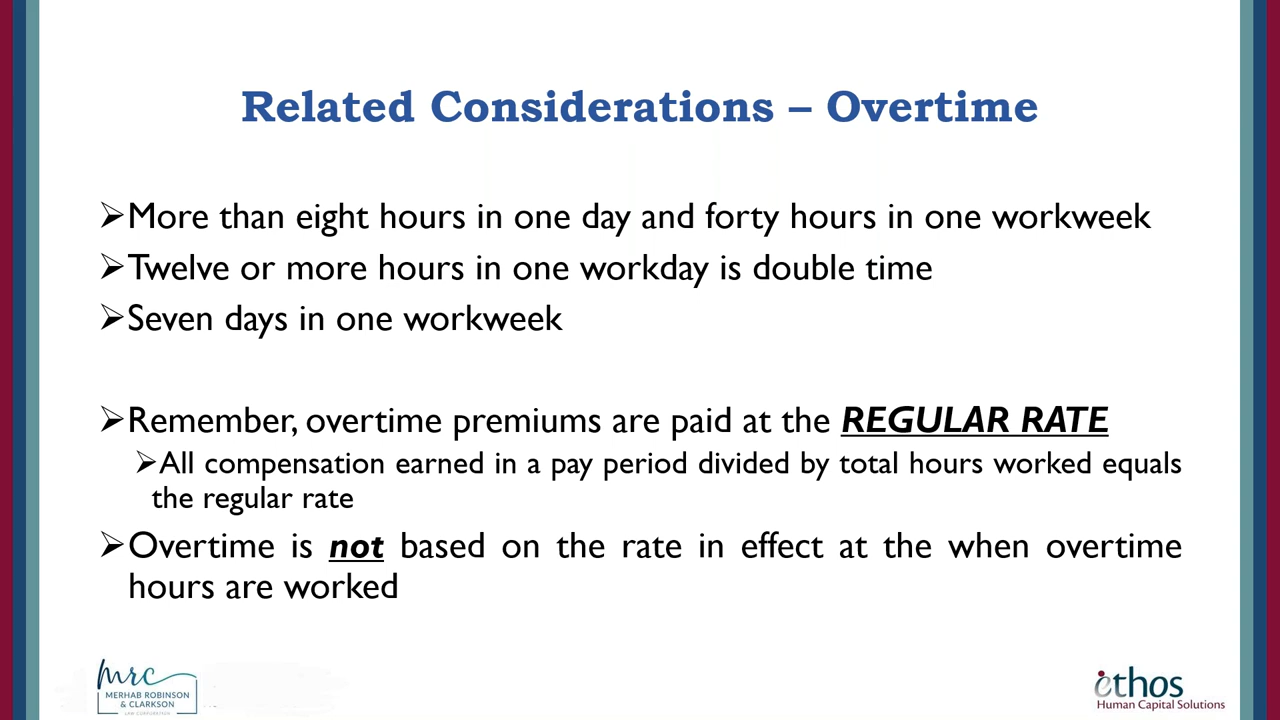 Related Considerations – Overtime
➢More than eight hours in one day and forty hours in one workweek
➢Twelve or more hours in one workday is double time
➢Seven days in one workweek
➢Remember, overtime premiums are paid at the REGULAR RATE
➢All compensation earned in a pay period divided by total hours worked equals
the regular rate
➢Overtime is not based on the rate in effect at the when overtime
hours are worked
mrc
MERHAB ROBINSON
& CLARKSON
LAW CORPORATION
ethos
Human Capital Solutions